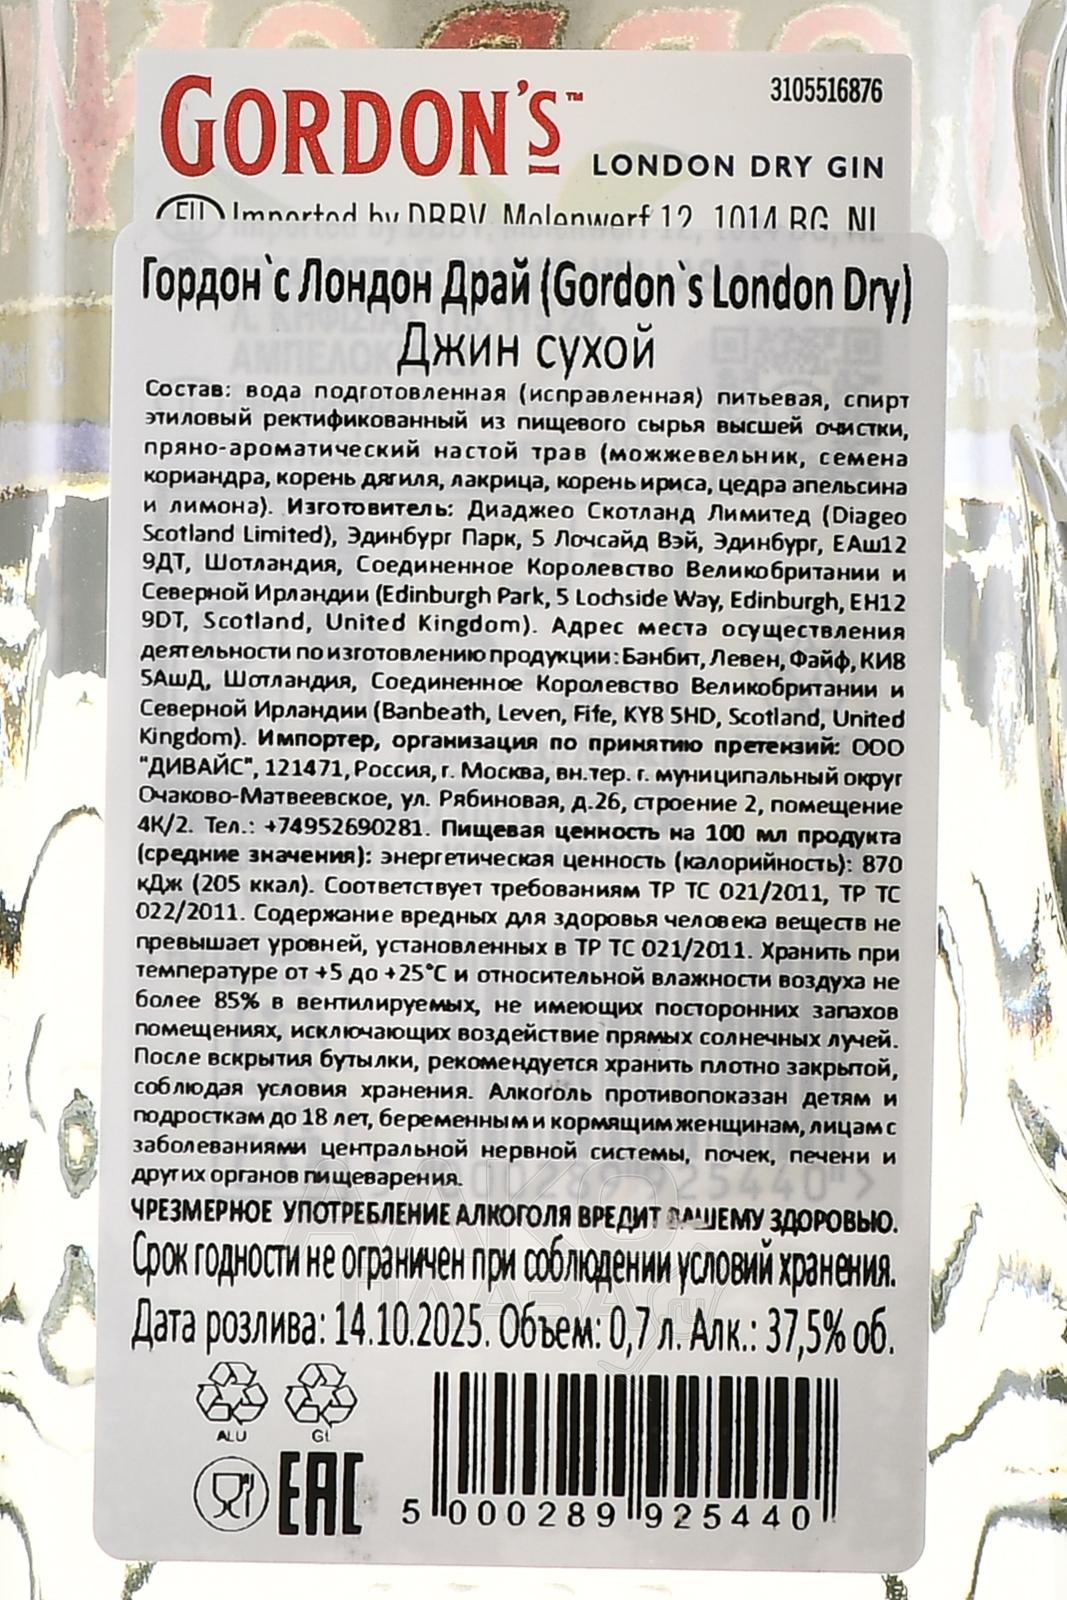 GORDON'S™
3105516876
LONDON DRY GIN
EU Imported by DBBV, Molenwerf 12, 1014 BG, NL
Гордон`с Лондон Драй (Gordon`s London Dry)
Джин сухой
Состав: вода подготовленная (исправленная) питьевая, спирт
этиловый ректификованный из пищевого сырья высшей очистки,
пряно-ароматический настой трав (можжевельник, семена
кориандра, корень дягиля, лакрица, корень ириса, цедра апельсина
и лимона). Изготовитель: Диаджео Скотланд Лимитед (Diageo
Scotland Limited), Эдинбург Парк, 5 Лочсайд Вэй, Эдинбург, ЕАш12
9ДТ, Шотландия, Соединенное Королевство Великобритании и
Северной Ирландии (Edinburgh Park, 5 Lochside Way, Edinburgh, EH12
9DT, Scotland, United Kingdom). Адрес места осуществления
деятельности по изготовлению продукции: Банбит, Левен, Файф, КИ8
5АшД, Шотландия, Соединенное Королевство Великобритании и
Северной Ирландии (Banbeath, Leven, Fife, KY8 5HD, Scotland, United
Kingdom). Импортер, организация по принятию претензий: ООО
"ДИВАЙС", 121471, Россия, г. Москва, вн.тер. г. муниципальный округ
Очаково-Матвеевское, ул. Рябиновая, д.26, строение 2, помещение
4К/2. Тел.: +74952690281. Пищевая ценность на 100 мл продукта
(средние значения): энергетическая ценность (калорийность): 870
кДж (205 ккал). Соответствует требованиям ТР ТС 021/2011, ТР ТС
022/2011. Содержание вредных для здоровья человека веществ не
превышает уровней, установленных в ТР ТС 021/2011. Хранить при
температуре от +5 до +25°С и относительной влажности воздуха не
более 85% в вентилируемых, не имеющих посторонних запахов
помещениях, исключающих воздействие прямых солнечных лучей.
После вскрытия бутылки, рекомендуется хранить плотно закрытой,
соблюдая условия хранения. Алкоголь противопоказан детям и
подросткам до 18 лет, беременным и кормящим женщинам, лицам с
заболеваниями центральной нервной системы, почек, печени и
других органов пищеварения.
ЧРЕЗМЕРНОЕ УПОТРЕБЛЕНИЕ АЛКОГОЛЯ ВРЕДИТ ВАШЕМУ ЗДОРОВЬЮ.
Срок годности не ограничен при соблюдении условий хранения.
Дата розлива: 14.10.2025. Объем: 0,7 л. Алк.: 37,5% об.
ALU GL
EAC
5 000289 925440